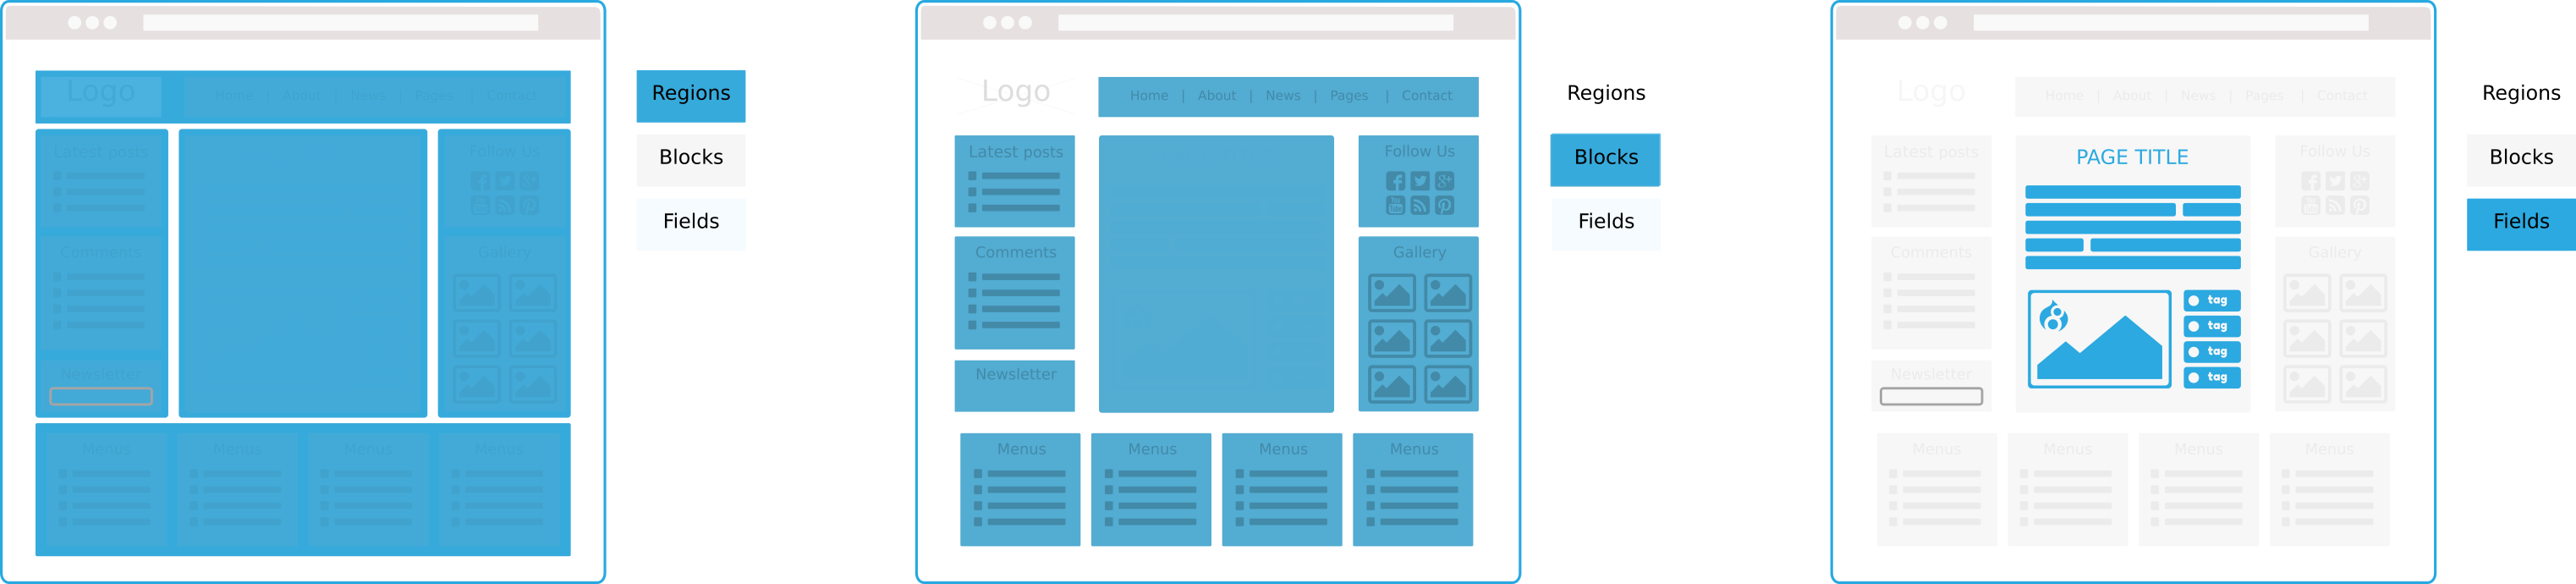 Logo
Home | About | News | Pages | Contact
Latest posts
Follow Us
Comments
Gallery
Newsletter
Menus Menus Menus Menus
Regions
Blocks
Fields
Logo
Home | About | News | Pages | Contact
Latest posts
Follow Us
You Tube
Comments
Gallery
Newsletter
Menus Menus Menus Menus
Regions
Blocks
Fields
Logo
Home | About | News | Pages | Contact
Latest posts
PAGE TITLE
Follow Us
Comments
Gallery
tag
tag
tag
tag
Newsletter
Menus Menus Menus Menus
Regions
Blocks
Fields